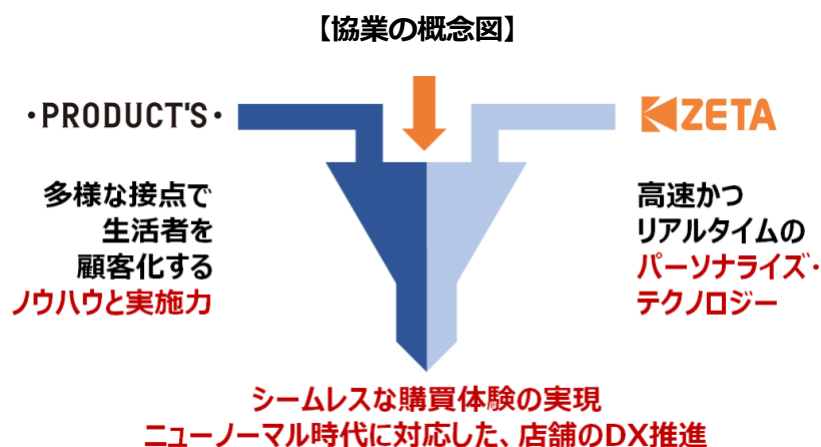 【協業の概念図】
・PRODUCT'S・
ZETA
多様な接点で
生活者を
顧客化する
ノウハウと実施力
高速かつ
リアルタイムの
パーソナライズ・
テクノロジー
シームレスな購買体験の実現
ニューノーマル時代に対応した、店舗のDX推進